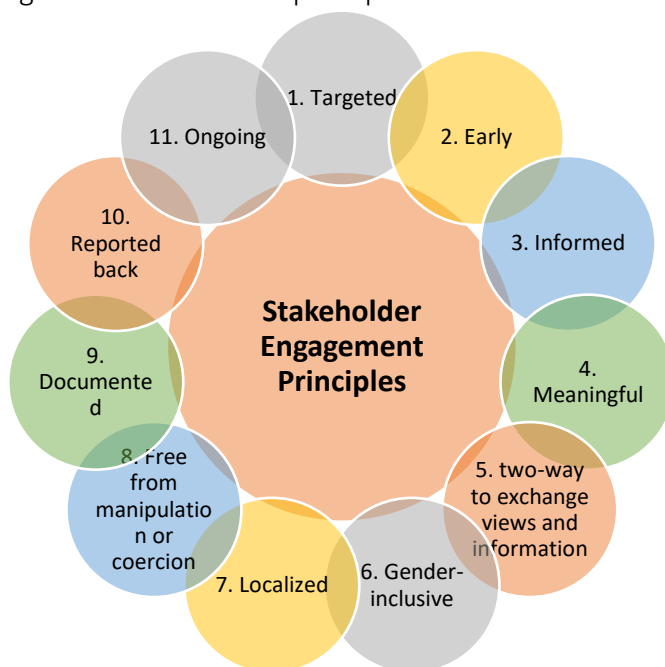 1. Targeted
2. Early
3. Informed
4.
Meaningful
5. two-way
to exchange
views and
information
6. Gender-
inclusive
7. Localized
8. Free
from
manipulatio
n or
coercion
9.
Documente
d
10.
Reported
back
11. Ongoing
Stakeholder
Engagement
Principles